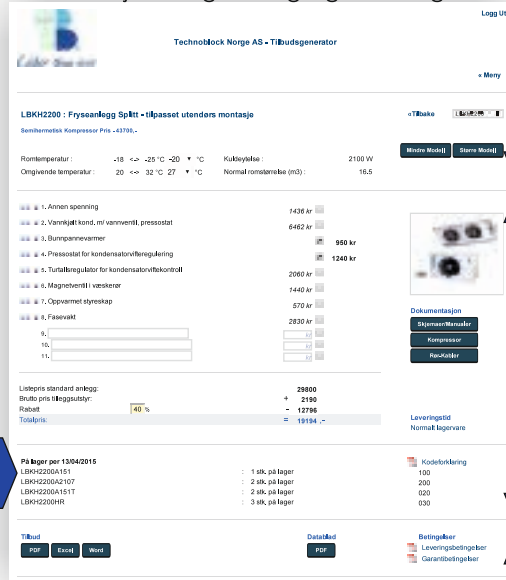 Logg Ut
Technoblock Norge AS - Tilbudsgenerator
« Meny
LBKH2200 : Fryseanlegg Splitt - tilpasset utendørs montasje
«Tilbake
Semihermetisk Kompressor Pris -43700,-
Mindre Modell Større Modell
Romtemperatur : -18 <-> -25 °C -20 ▼ °C Kuldeytelse : 2100 W
Omgivende temperatur : 20 <-> 32 °C 27 ▼ °C Normal romstørrelse (m3) : 16.5
1. Annen spenning 1436 kr
2. Vannkjølt kond. m/ vannventil, pressostat 6462 kr
3. Bunnpannevarmer 950 kr
4. Pressostat for kondensatorvifteregulering 1240 kr
5. Turtallsregulator for kondensatorviftekontroll 2060 kr
6. Magnetventil i væskerør 1440 kr
7. Oppvarmet styreskap 570 kr
8. Fasevakt 2830 kr
9. kr
10. kr
11. kr
Dokumentasjon
Skjemaer/Manualer
Kompressor
Rør-Kabler
Listepris standard anlegg: 29800
Brutto pris tilleggsutstyr: + 2190
Rabatt 40 % - 12796
Totalpris: = 19194 .-
Leveringstid
Normalt lagervare
På lager per 13/04/2015
LBKH2200A151 : 1 stk. på lager
LBKH2200A2107 : 2 stk. på lager
LBKH2200A151T : 2 stk. på lager
LBKH2200HR : 3 stk. på lager
Kodeforklaring
100
200
020
030
Tilbud
PDF Excel Word
Datablad
PDF
Betingelser
Leveringsbetingelser
Garantibetingelser